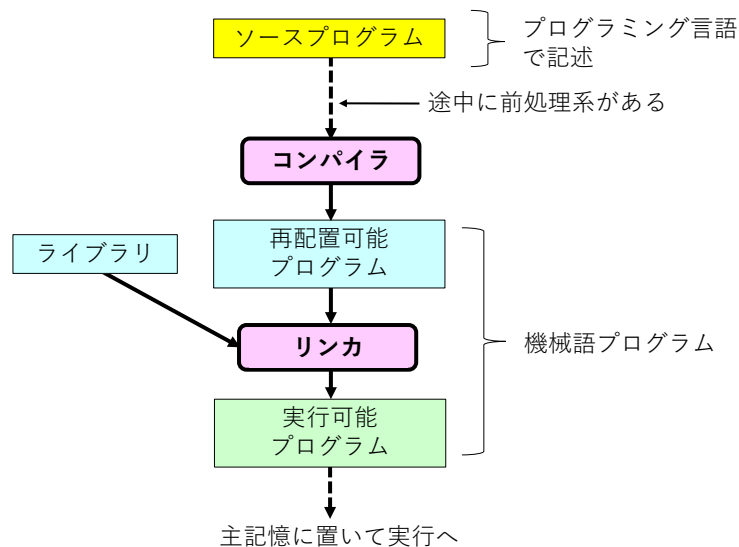 ソースプログラム
プログラミング言語
で記述
途中に前処理系がある
コンパイラ
再配置可能
プログラム
ライブラリ
リンカ
機械語プログラム
実行可能
プログラム
主記憶に置いて実行へ